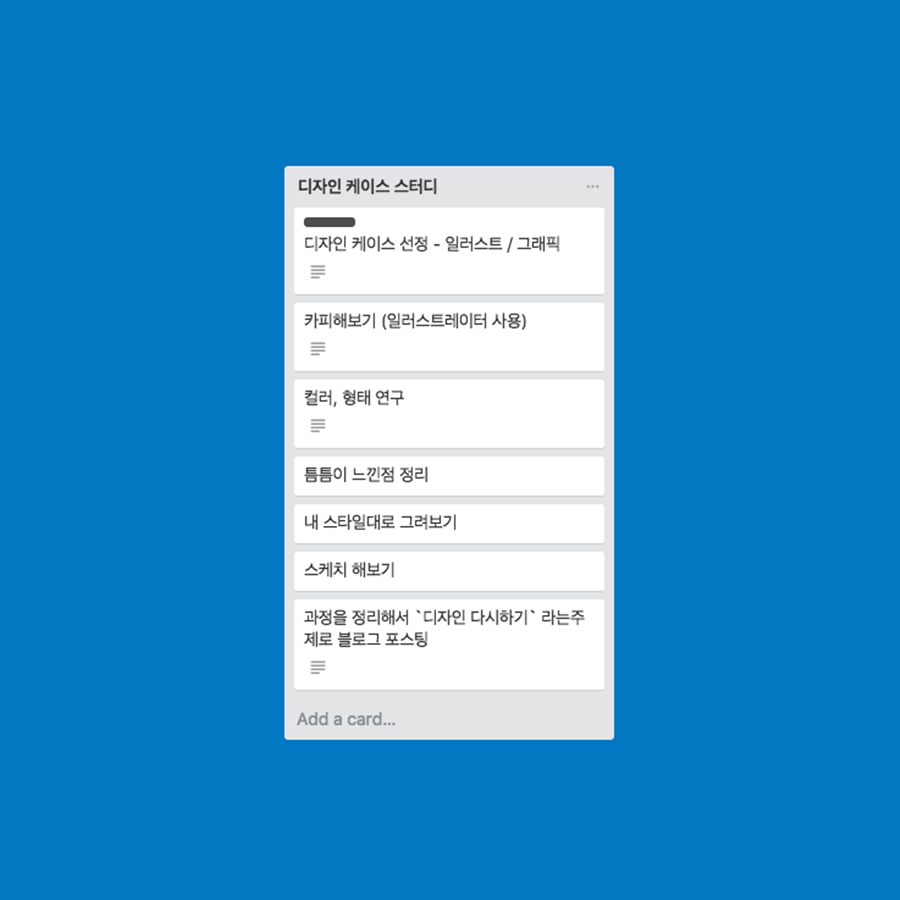 디자인 케이스 스터디
디자인 케이스 선정 - 일러스트 / 그래픽
카피해보기 (일러스트레이터 사용)
컬러, 형태 연구
틈틈이 느낀점 정리
내 스타일대로 그려보기
스케치 해보기
과정을 정리해서 `디자인 다시하기` 라는주
제로 블로그 포스팅
Add a card...